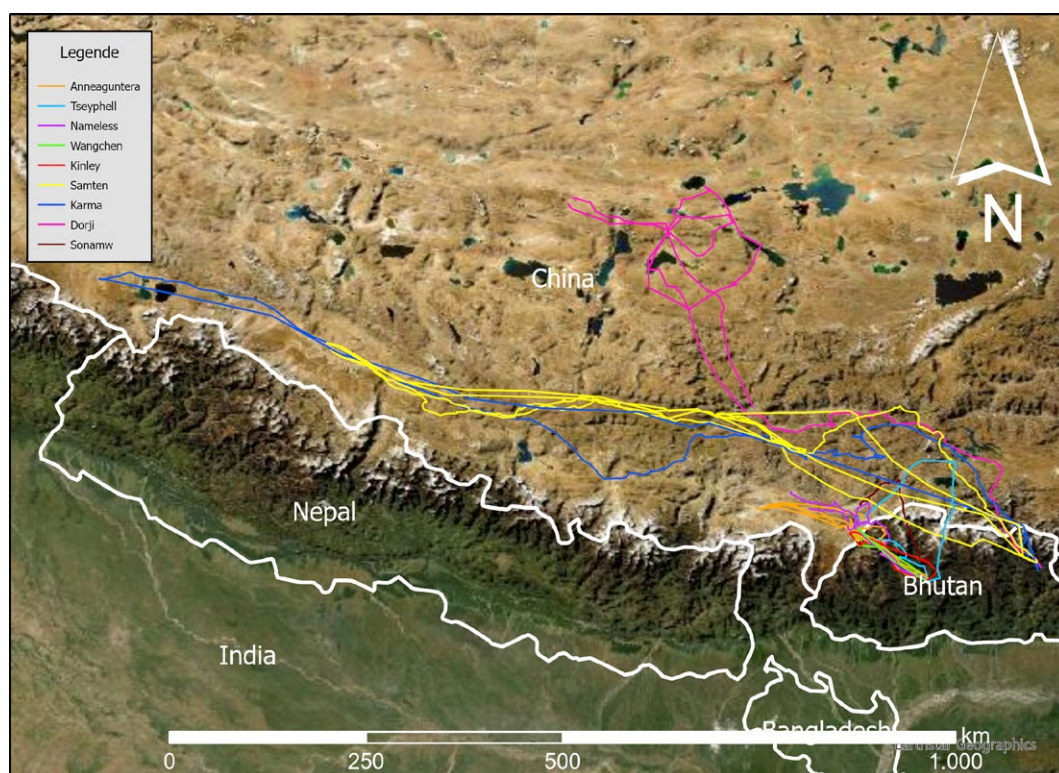 Legende
Anneaguntera
Tseyphell
Nameless
Wangchen
Kinley
Samten
Karma
Dorji
Sonamw
N
China
Nepal
Bhutan
India
Bangladesh
km
Earthstar Geographics
0
250
500
1.000